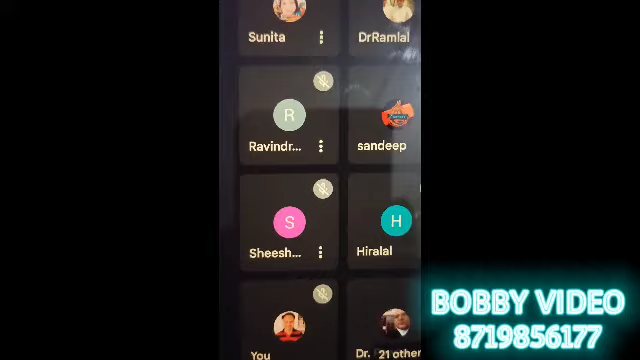 Sunita
DrRamlal
R
Ravindr...
sandeep
S
H
Sheesh...
Hiralal
You
Dr.
21 other
BOBBY VIDEO
8719856177